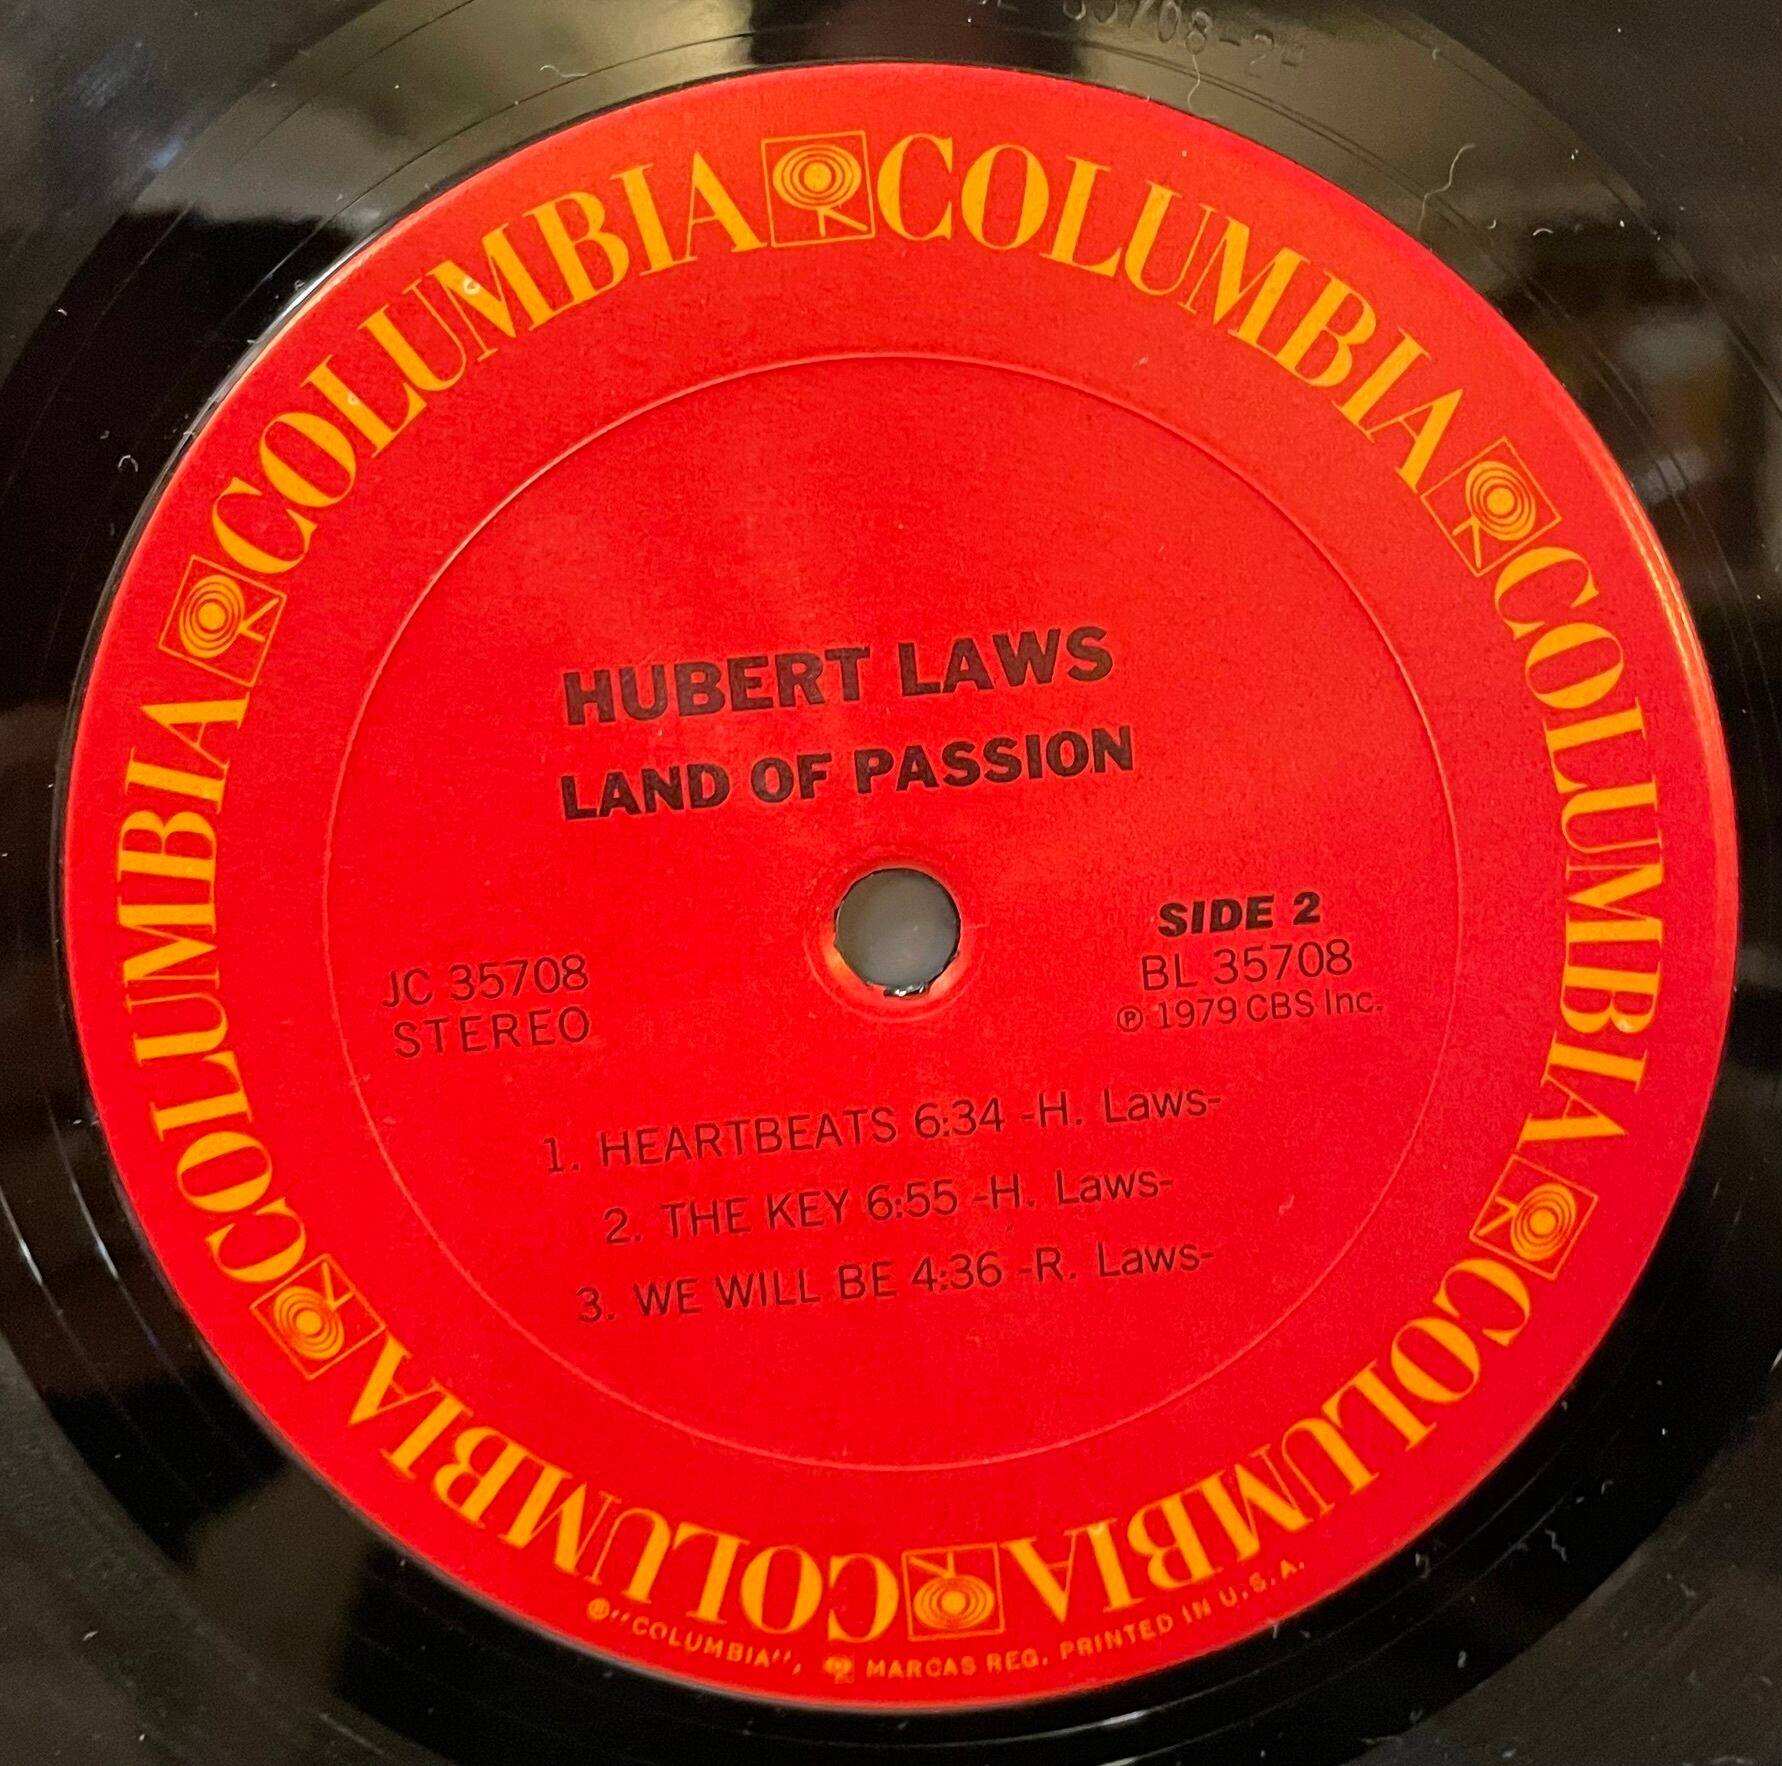 35708-2
COLUMBIA COLUMBIA COLUMBIA COLUMBIA COLUMBIA COLUMBIA
HUBERT LAWS
LAND OF PASSION
JC 35708
STEREO
SIDE 2
BL 35708
℗ 1979 CBS Inc.
1. HEARTBEATS 6:34 -H. Laws-
2. THE KEY 6:55 -H. Laws-
3. WE WILL BE 4:36 -R. Laws-
®"COLUMBIA", MARCAS REG. PRINTED IN U.S.A.